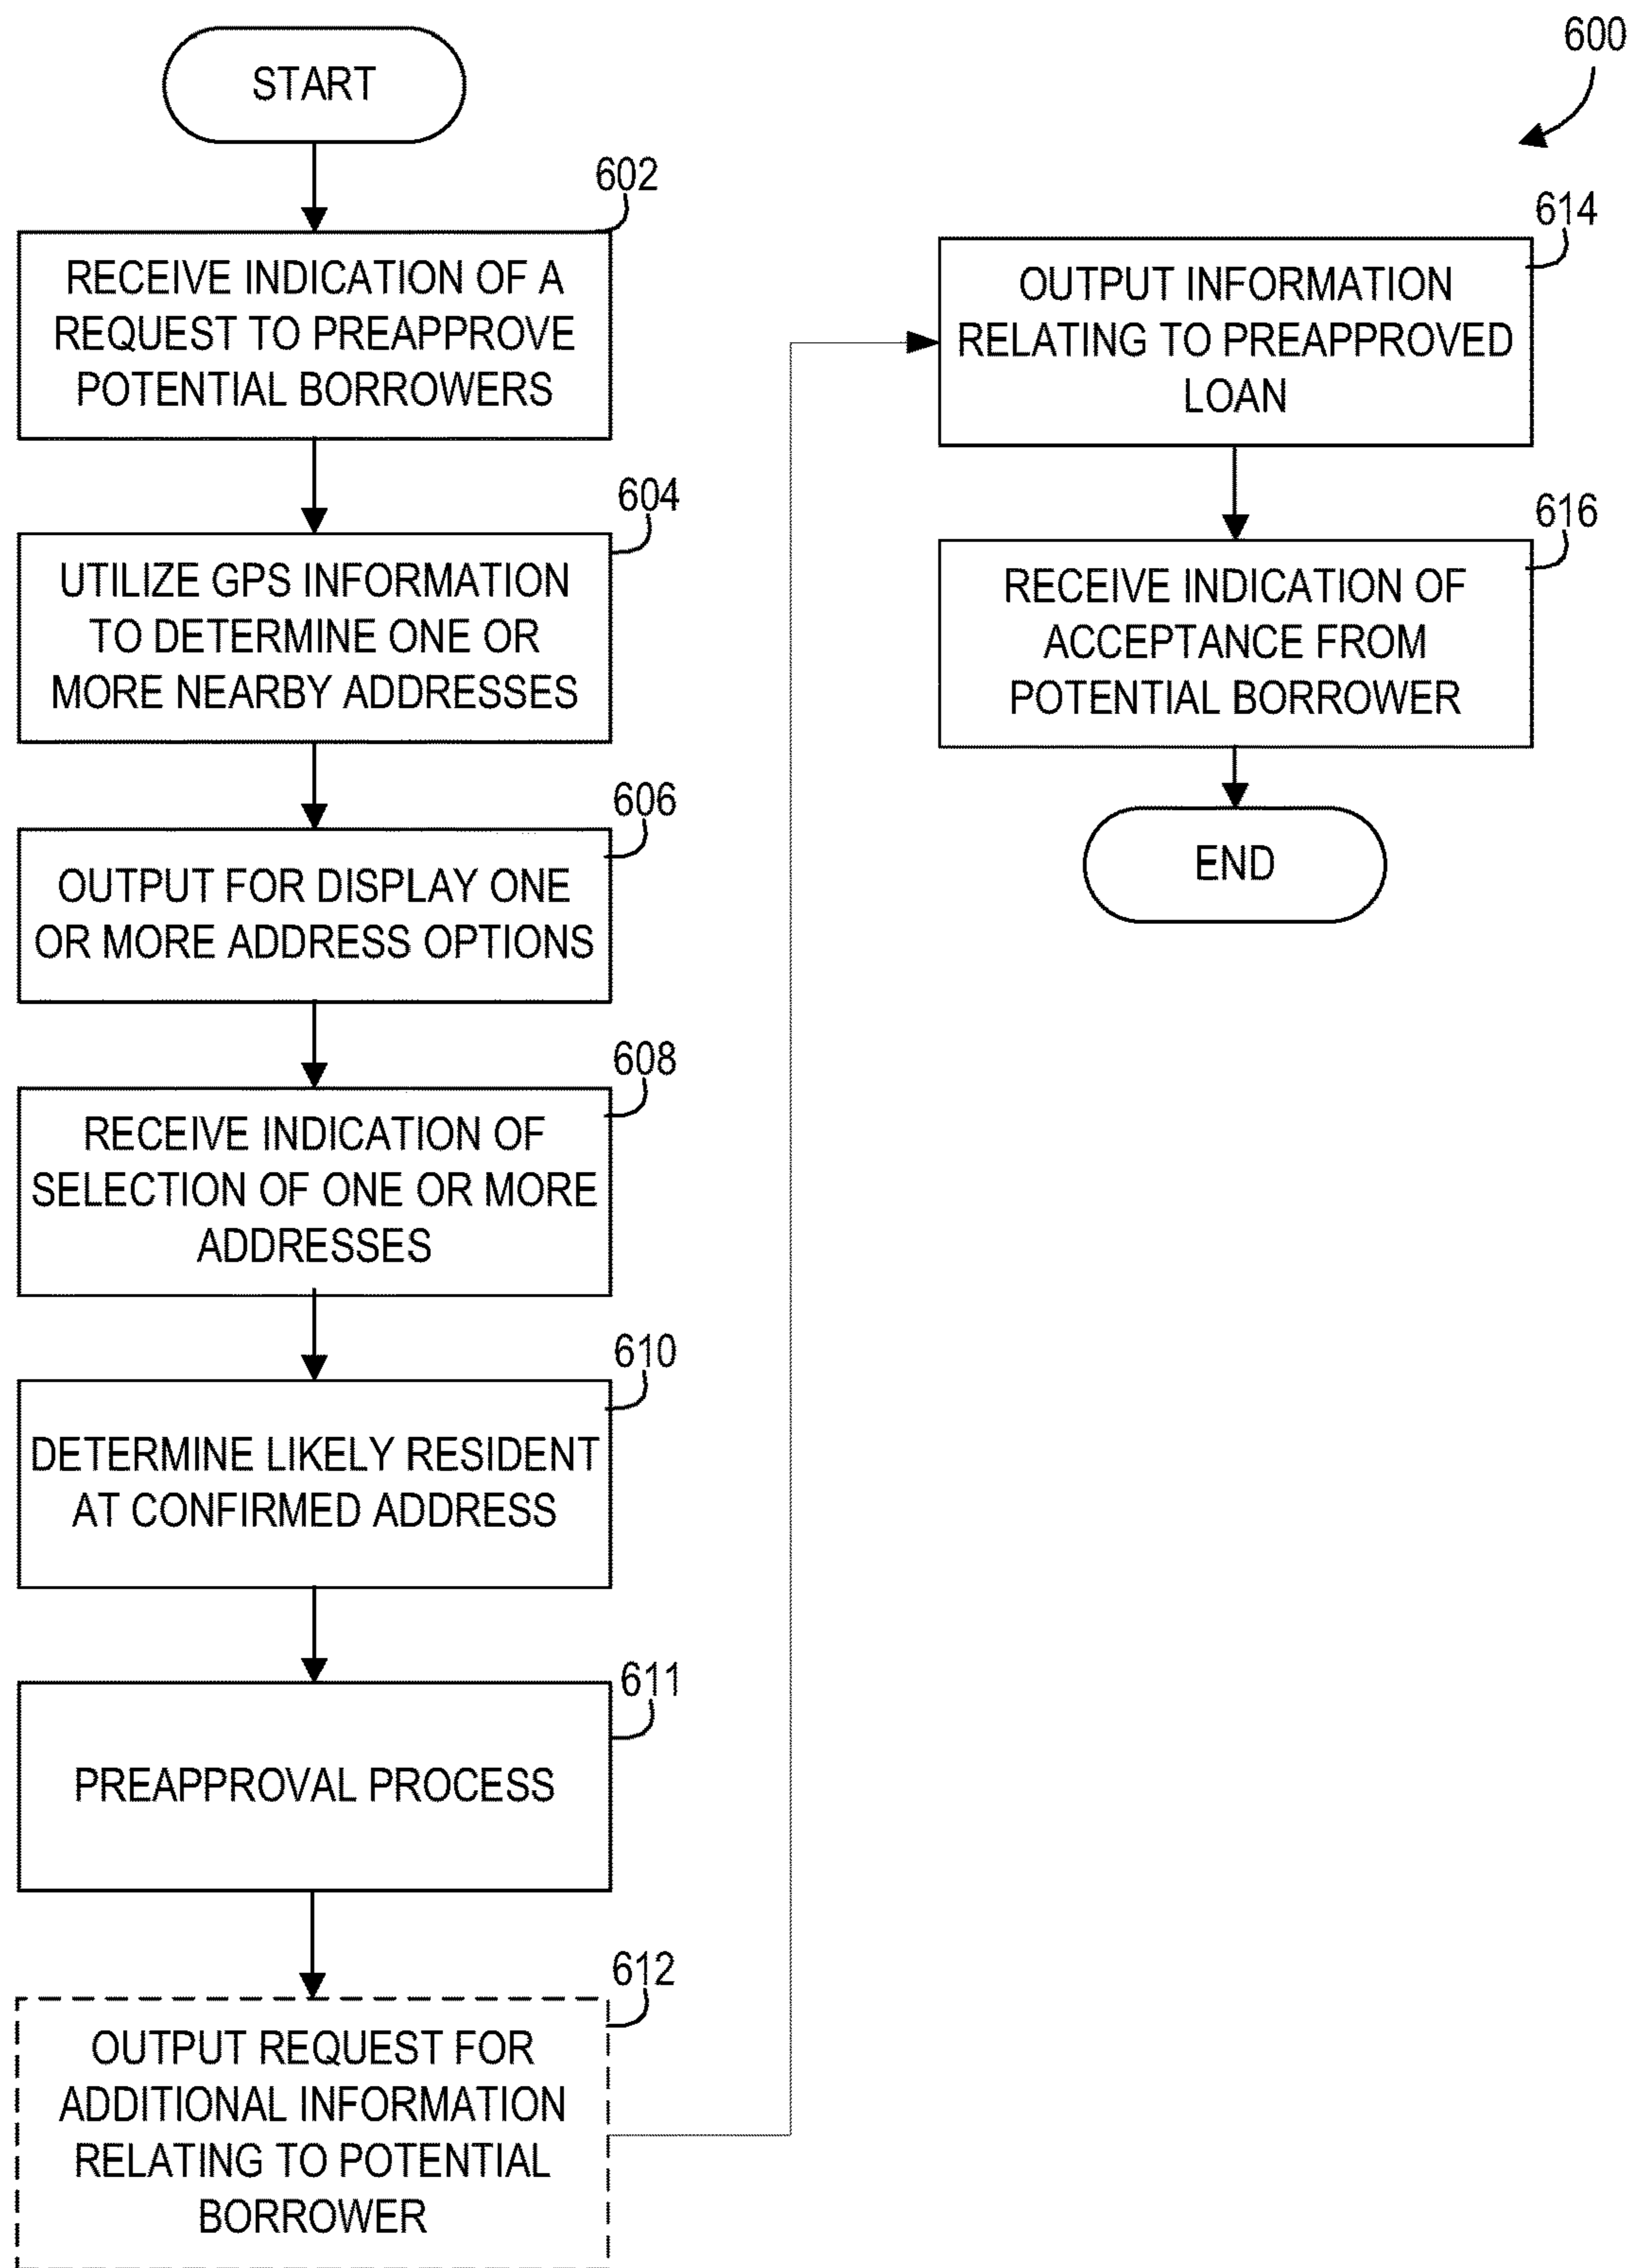 START
602
RECEIVE INDICATION OF A
REQUEST TO PREAPPROVE
POTENTIAL BORROWERS
604
UTILIZE GPS INFORMATION
TO DETERMINE ONE OR
MORE NEARBY ADDRESSES
606
OUTPUT FOR DISPLAY ONE
OR MORE ADDRESS OPTIONS
608
RECEIVE INDICATION OF
SELECTION OF ONE OR MORE
ADDRESSES
610
DETERMINE LIKELY RESIDENT
AT CONFIRMED ADDRESS
611
PREAPPROVAL PROCESS
612
OUTPUT REQUEST FOR
ADDITIONAL INFORMATION
RELATING TO POTENTIAL
BORROWER
600
614
OUTPUT INFORMATION
RELATING TO PREAPPROVED
LOAN
616
RECEIVE INDICATION OF
ACCEPTANCE FROM
POTENTIAL BORROWER
END